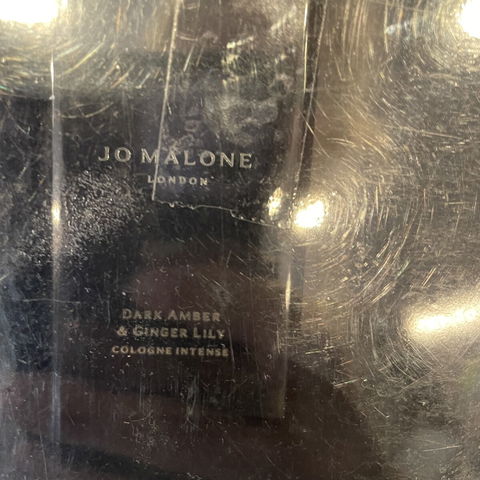 JO MALONE
LONDON
DARK AMBER
& GINGER LILY
COLOGNE INTENSE